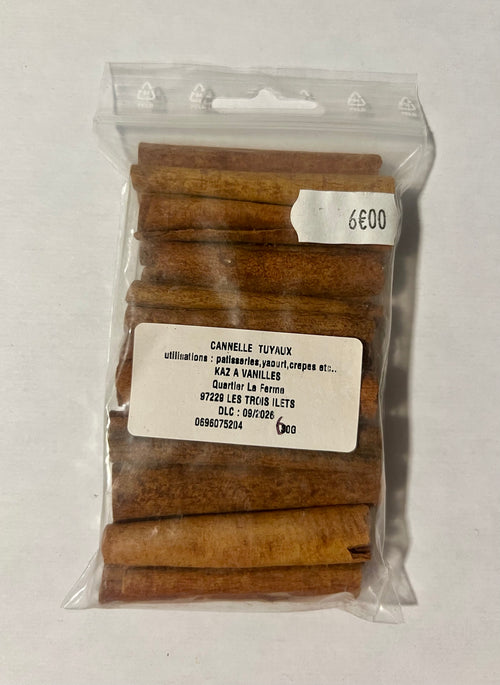 6€00
CANNELLE TUYAUX
utilinations : patisseries,yaourt,crepes etc..
KAZ A VANILLES
Quartier La Ferme
97229 LES TROIS ILETS
DLC : 09/2026
0696075204